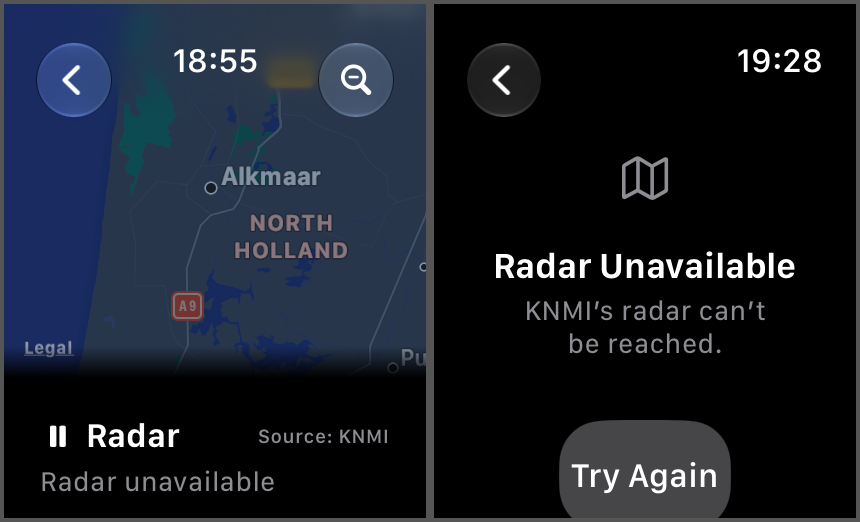 18:55
Alkmaar
NORTH
HOLLAND
A9
Legal
Pu
Radar
Source: KNMI
Radar unavailable
19:28
Radar Unavailable
KNMI’s radar can’t
be reached.
Try Again